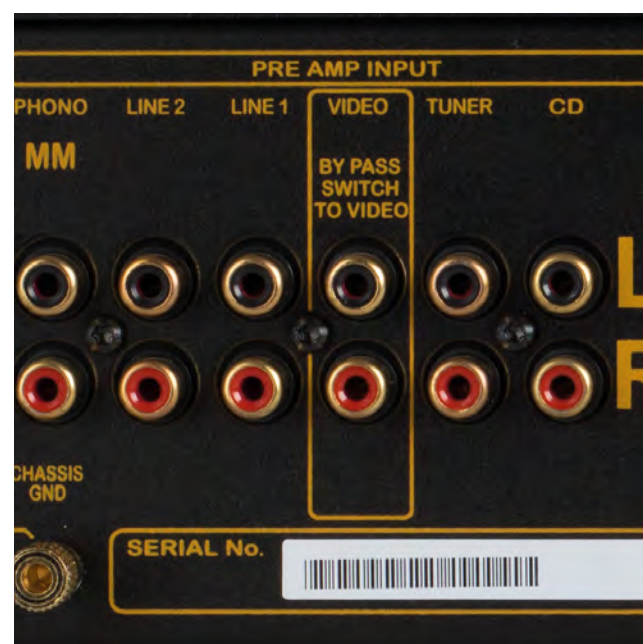 PRE AMP INPUT
PHONO LINE 2 LINE 1 VIDEO TUNER CD
MM
BY PASS
SWITCH
TO VIDEO
L
R
CHASSIS
GND
SERIAL No.